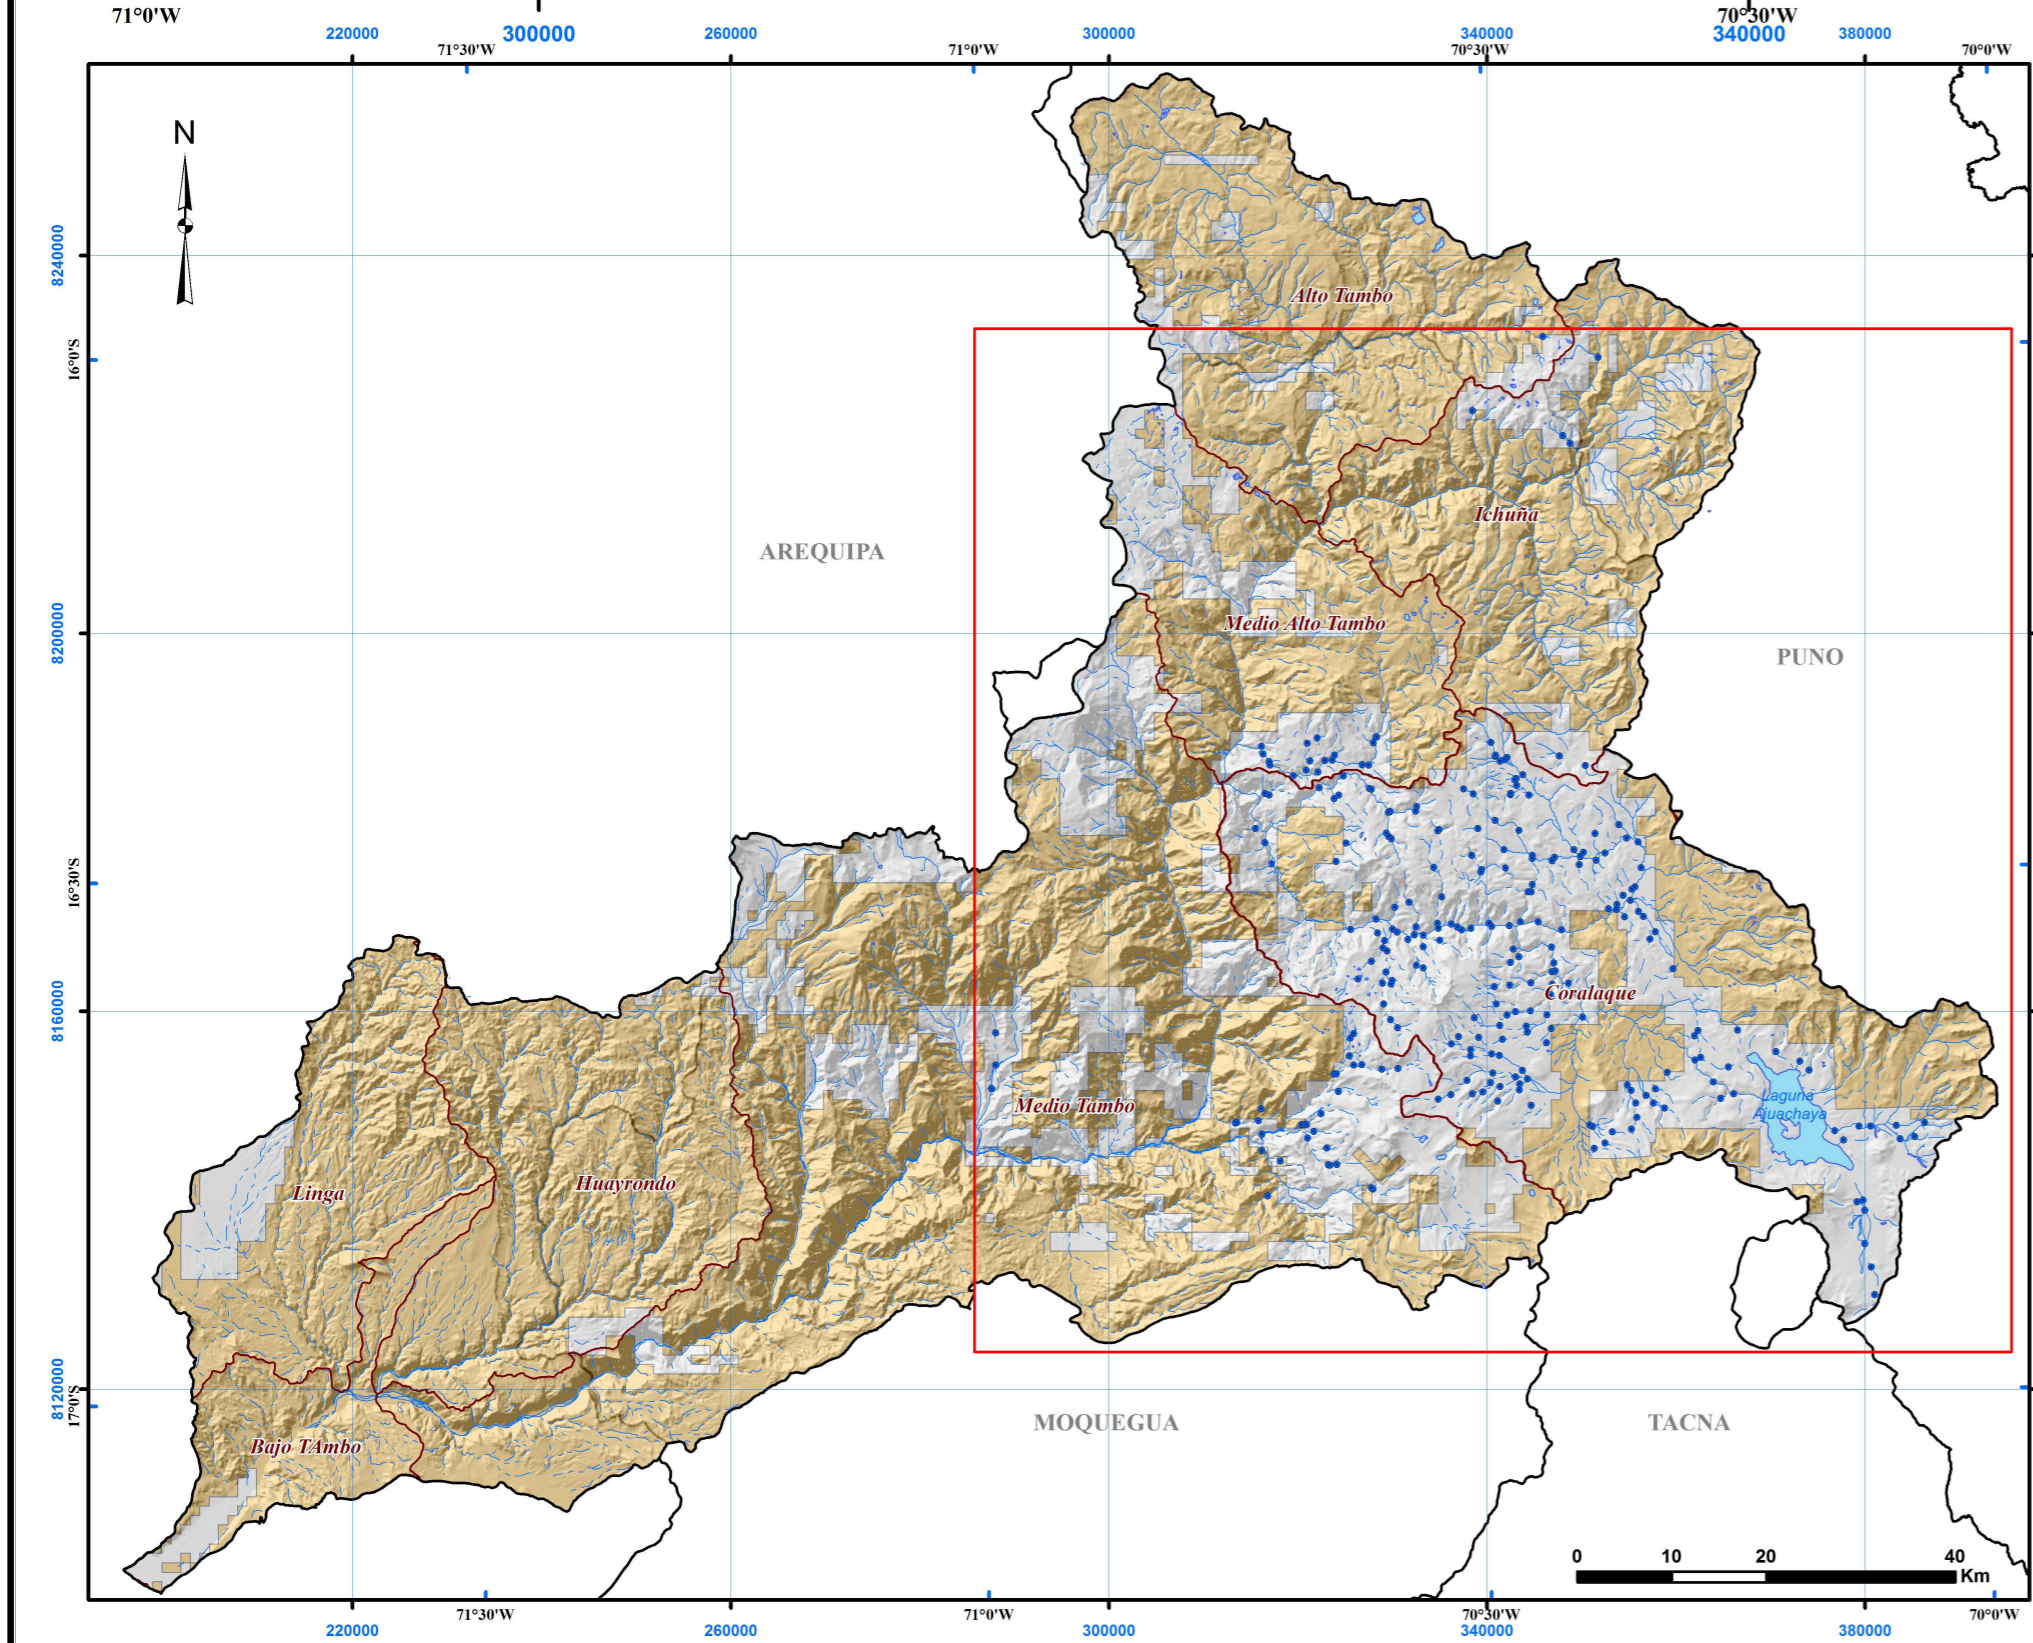 71°0'W
70°30'W
300000
340000
220000
260000
300000
340000
380000
71°30'W
71°0'W
70°30'W
70°0'W
N
8240000
Alto Tambo
16°0'S
Ichuña
AREQUIPA
8200000
Medio Alto Tambo
PUNO
16°30'S
8160000
Coralaque
Medio Tambo
Laguna
Ajuachaya
Linga
Huayrondo
8120000
17°0'S
MOQUEGUA
TACNA
Bajo TAmbo
0 10 20 40
Km
71°30'W
71°0'W
70°30'W
70°0'W
220000
260000
300000
340000
380000